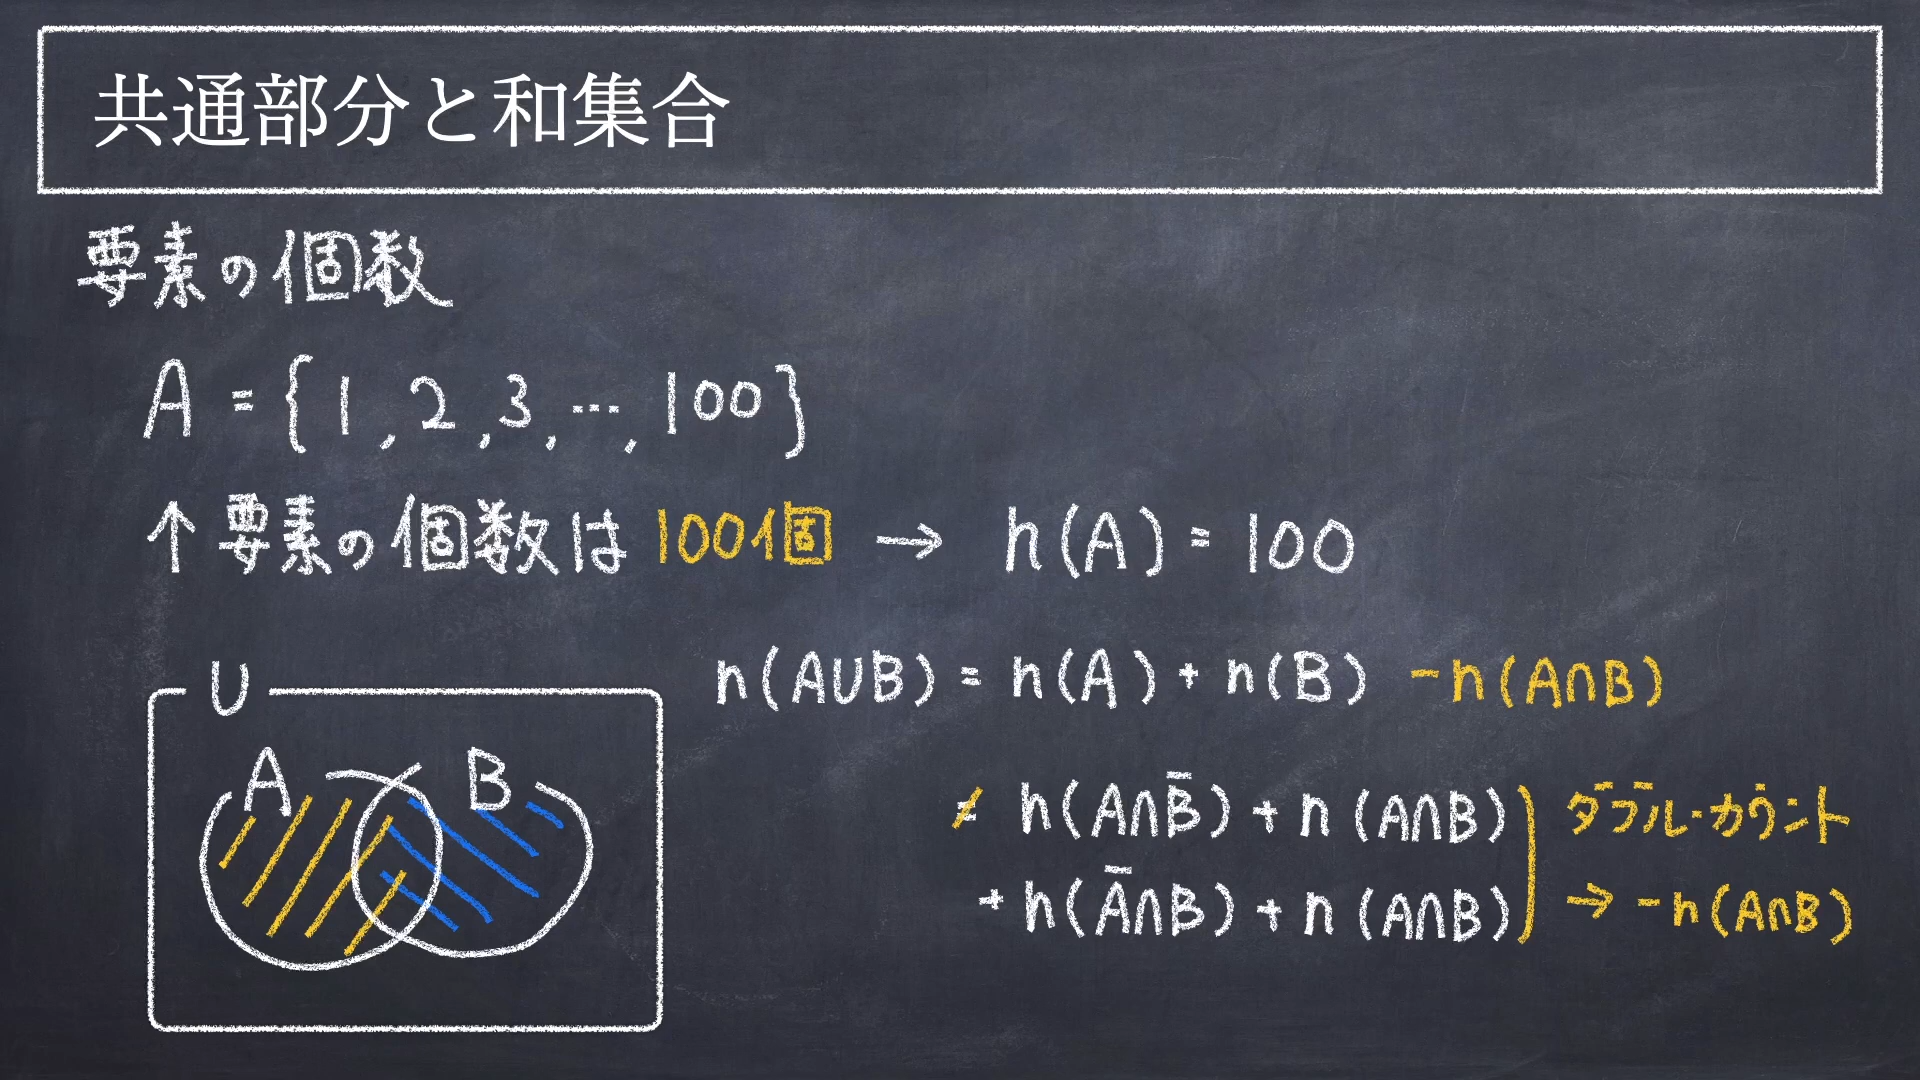 共通部分と和集合
要素の個数
A = { 1 , 2 , 3 , … , 100 }
↑ 要素の個数は 100個 → n(A) = 100
n(A∪B) = n(A) + n(B) -n(A∩B)
U
A B
≠ n(A∩B̅) + n(A∩B) ダブル・カウント
+ n(A̅∩B) + n(A∩B) → -n(A∩B)